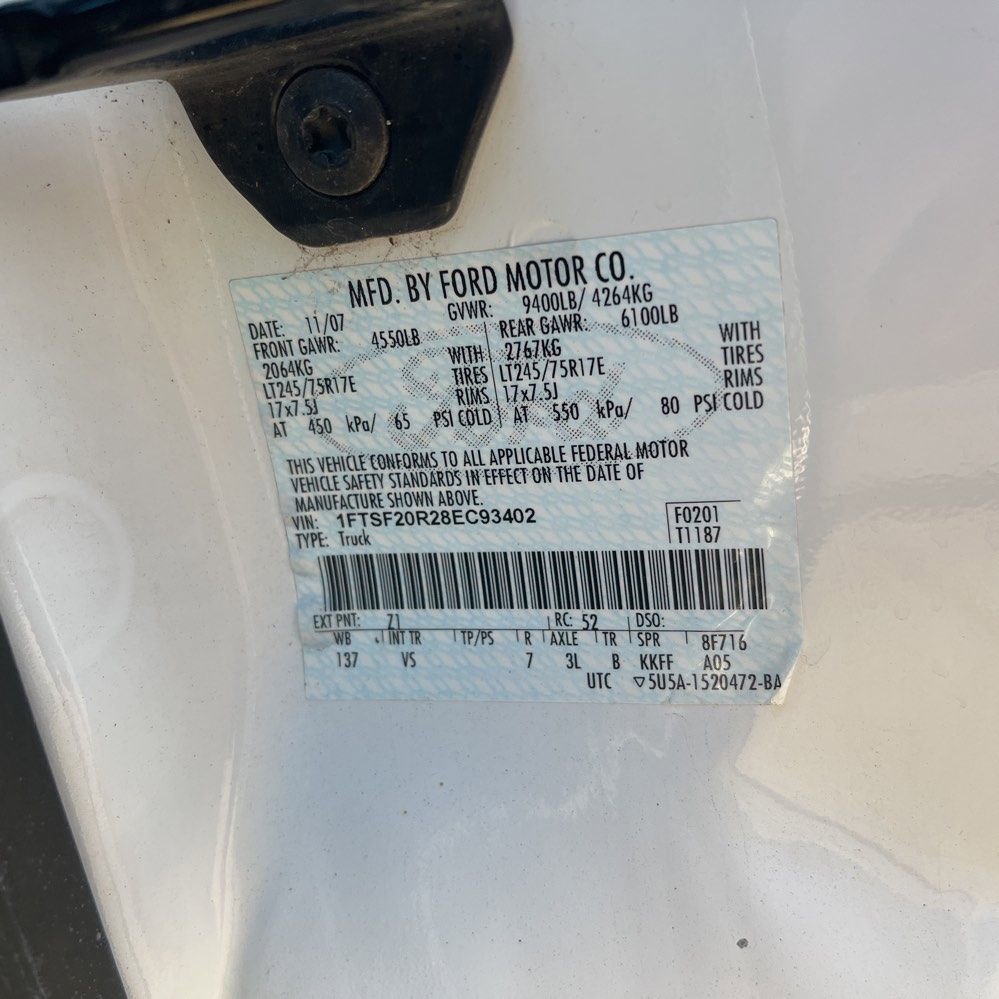 MFD. BY FORD MOTOR CO.
DATE: 11/07 GVWR: 9400LB/ 4264KG
FRONT GAWR: 4550LB REAR GAWR: 6100LB
2064KG WITH 2767KG WITH
LT245/75R17E TIRES LT245/75R17E TIRES
17x7.5J RIMS 17x7.5J RIMS
AT 450 kPa/ 65 PSI COLD AT 550 kPa/ 80 PSI COLD
THIS VEHICLE CONFORMS TO ALL APPLICABLE FEDERAL MOTOR
VEHICLE SAFETY STANDARDS IN EFFECT ON THE DATE OF
MANUFACTURE SHOWN ABOVE.
VIN: 1FTSF20R28EC93402 F0201
TYPE: Truck T1187
EXT PNT: Z1 RC: 52 DSO:
WB INT TR TP/PS R AXLE TR SPR 8F716
137 VS 7 3L B KKFF A05
UTC ▽5U5A-1520472-BA